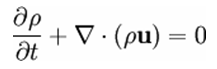 ∂ρ/∂t + ∇ · (ρ𝐮) = 0